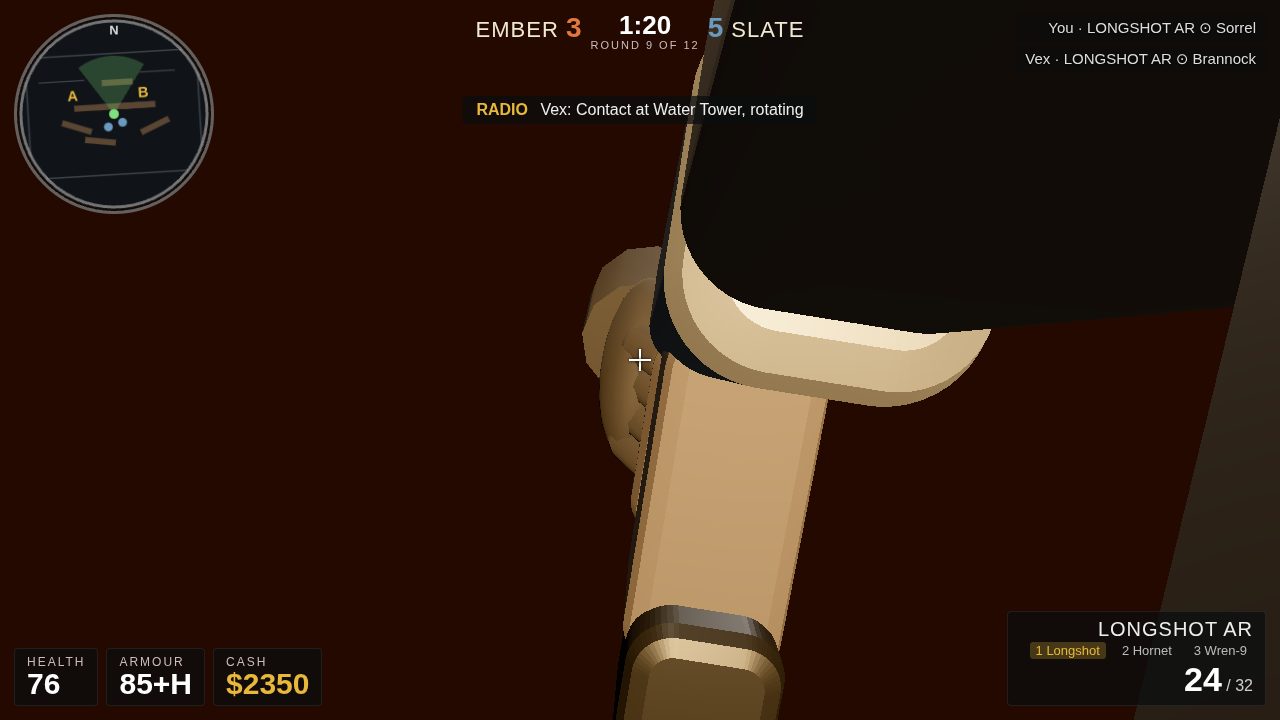 N
A
B
EMBER 3
1:20
5 SLATE
ROUND 9 OF 12
You · LONGSHOT AR ⊙ Sorrel
Vex · LONGSHOT AR ⊙ Brannock
RADIO Vex: Contact at Water Tower, rotating
HEALTH
76
ARMOUR
85+H
CASH
$2350
LONGSHOT AR
1 Longshot 2 Hornet 3 Wren-9
24 / 32